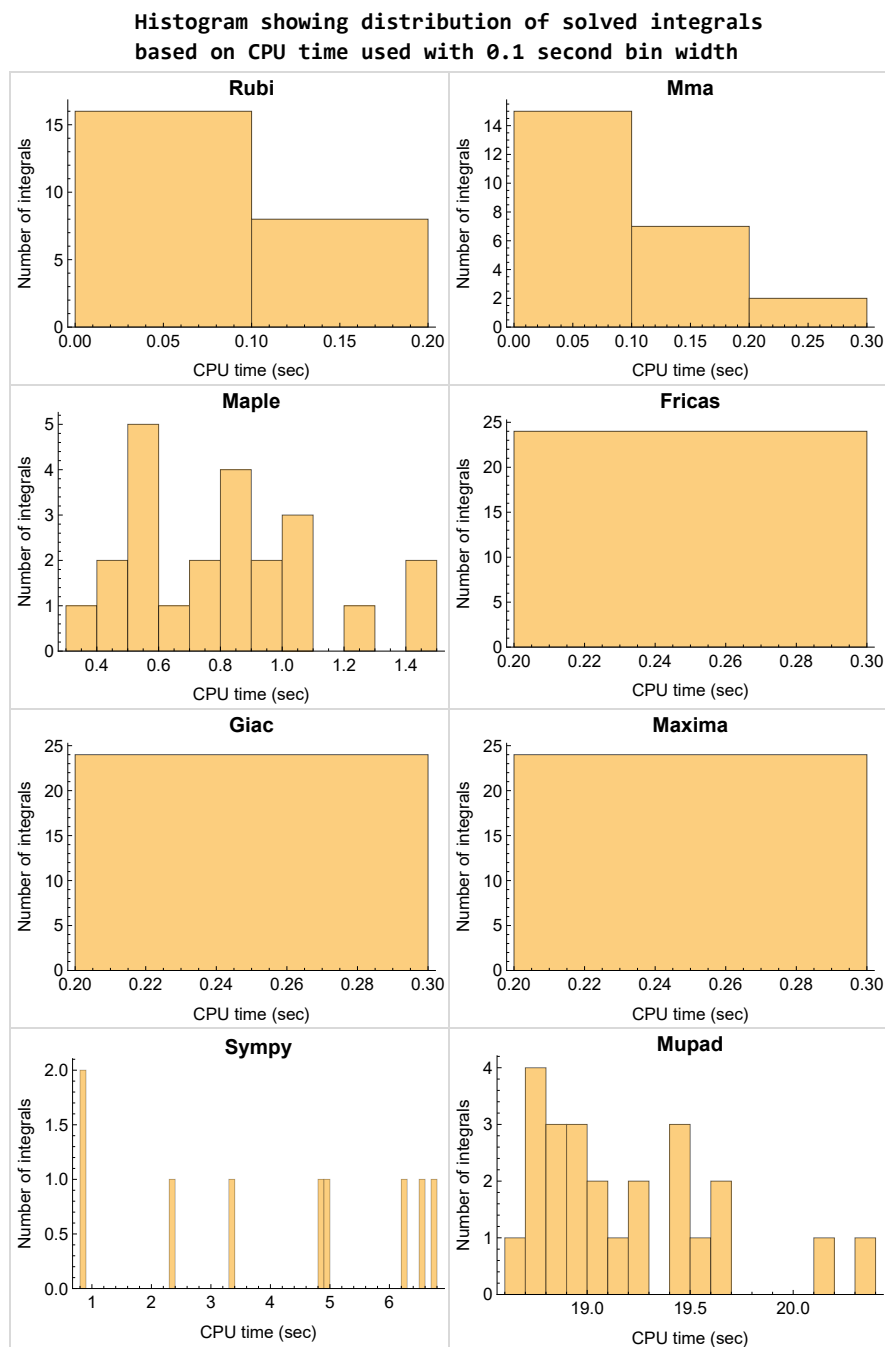 Histogram showing distribution of solved integrals
based on CPU time used with 0.1 second bin width
Rubi
Number of integrals
15
10
5
0
0.00 0.05 0.10 0.15 0.20
CPU time (sec)
Mma
Number of integrals
14
12
10
8
6
4
2
0
0.00 0.05 0.10 0.15 0.20 0.25 0.30
CPU time (sec)
Maple
Number of integrals
5
4
3
2
1
0
0.4 0.6 0.8 1.0 1.2 1.4
CPU time (sec)
Fricas
Number of integrals
25
20
15
10
5
0
0.20 0.22 0.24 0.26 0.28 0.30
CPU time (sec)
Giac
Number of integrals
25
20
15
10
5
0
0.20 0.22 0.24 0.26 0.28 0.30
CPU time (sec)
Maxima
Number of integrals
25
20
15
10
5
0
0.20 0.22 0.24 0.26 0.28 0.30
CPU time (sec)
Sympy
Number of integrals
2.0
1.5
1.0
0.5
0.0
1 2 3 4 5 6
CPU time (sec)
Mupad
Number of integrals
4
3
2
1
0
19.0 19.5 20.0
CPU time (sec)